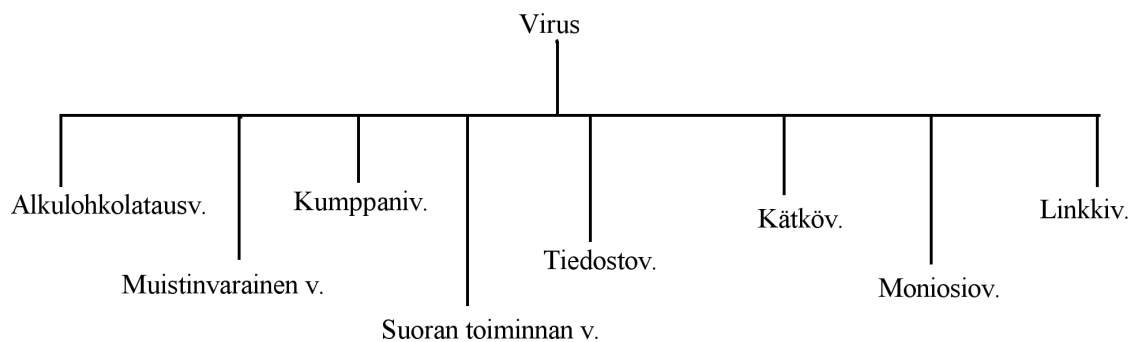 Virus
Alkulohkolatausv.
Muistinvarainen v.
Kumppaniv.
Suoran toiminnan v.
Tiedostov.
Kätköv.
Moniosiov.
Linkkiv.